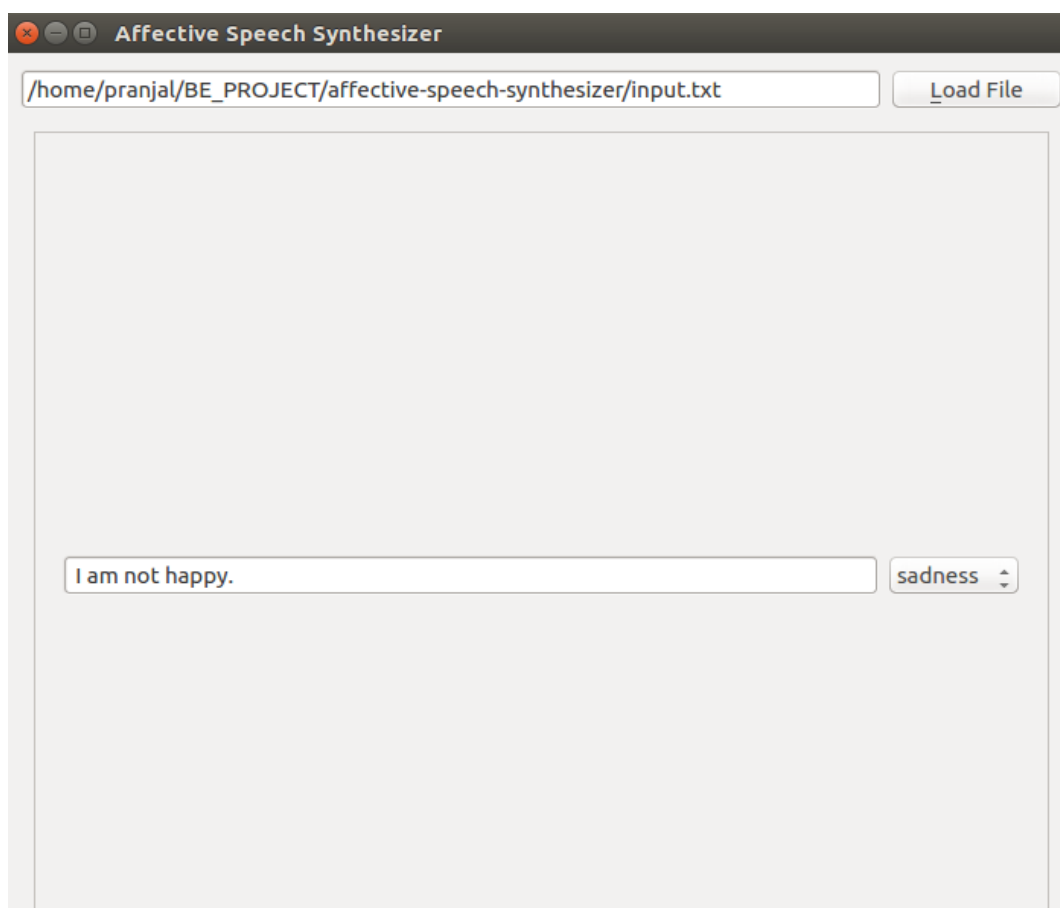 Affective Speech Synthesizer
/home/pranjal/BE_PROJECT/affective-speech-synthesizer/input.txt Load File
I am not happy. sadness